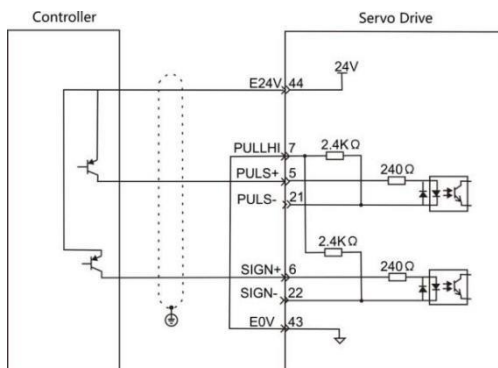 Controller
Servo Drive
24V
E24V 44
PULLHI 7
2.4KΩ
PULS+ 5
240Ω
PULS- 21
2.4KΩ
SIGN+ 6
240Ω
SIGN- 22
E0V 43